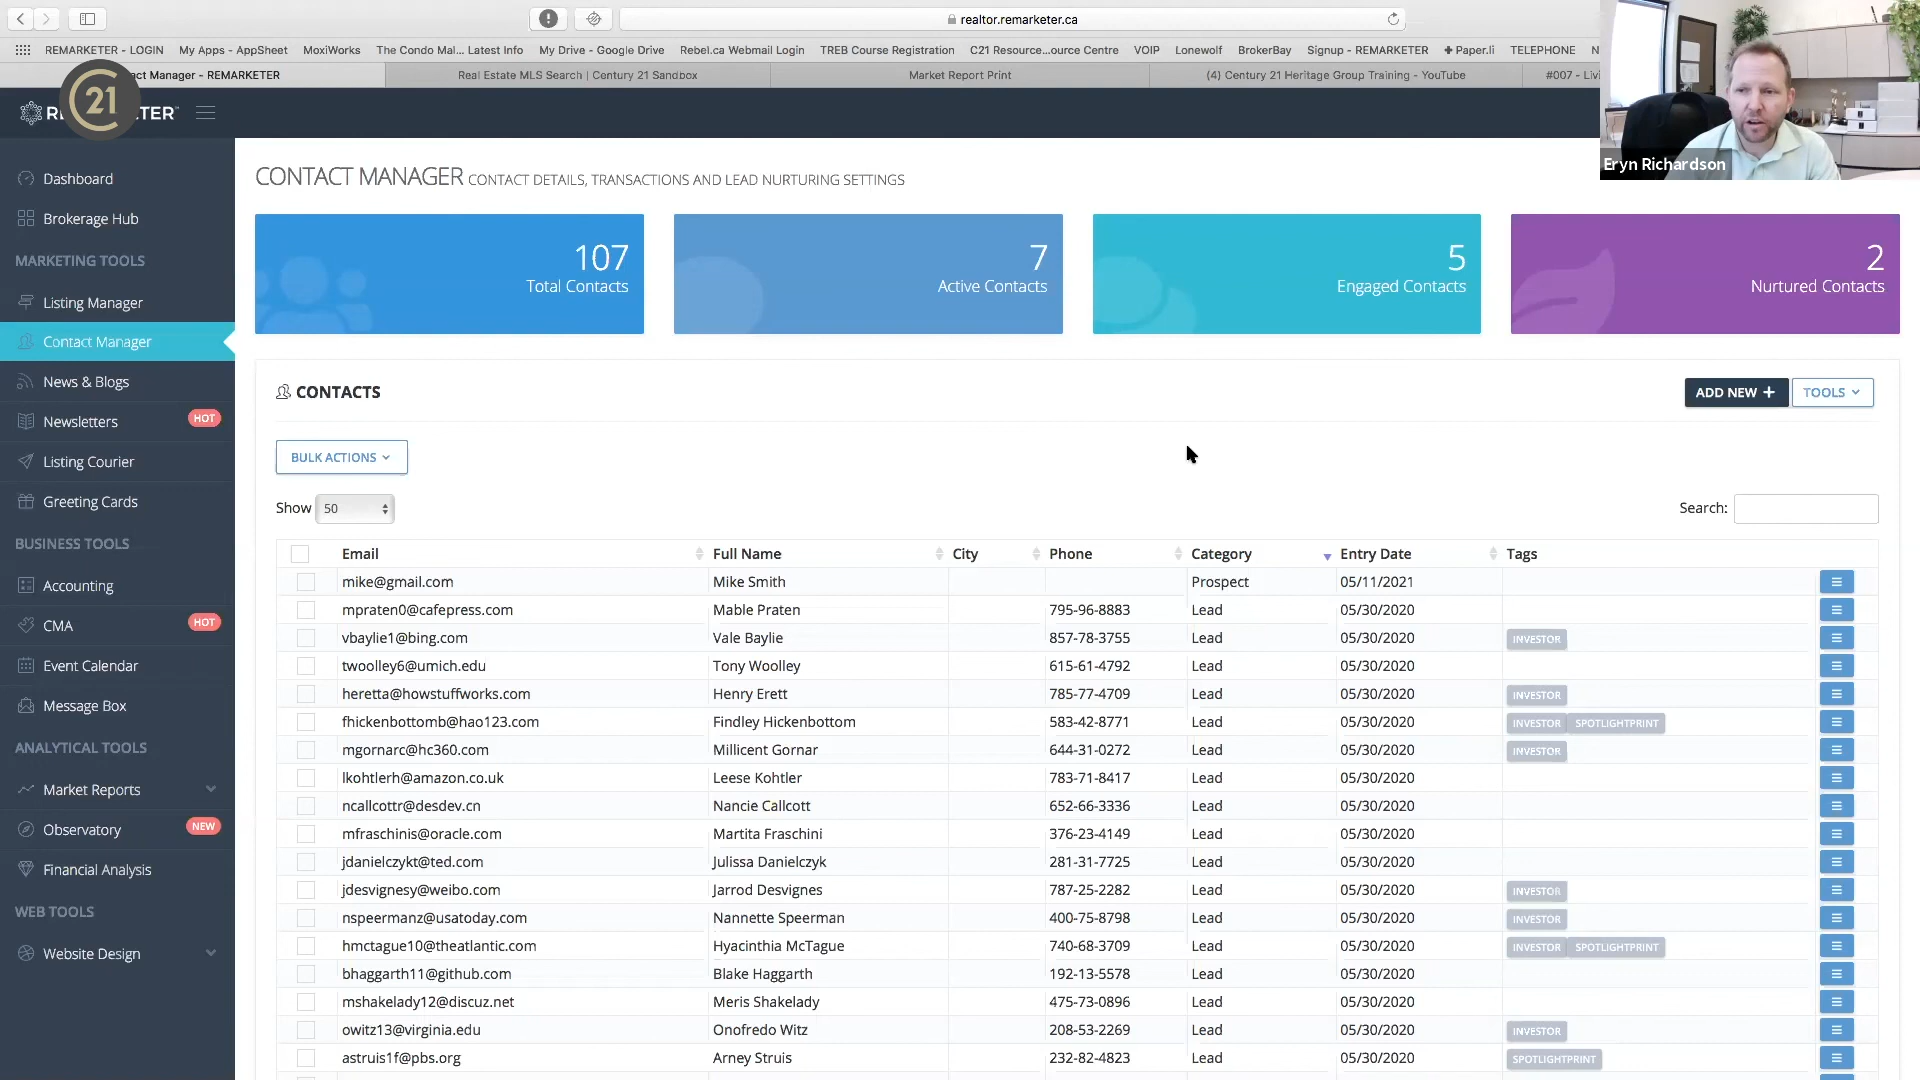 realtor.remarketer.ca
REMARKETER - LOGIN My Apps - AppSheet MoxiWorks The Condo Mal... Latest Info My Drive - Google Drive Rebel.ca Webmail Login TREB Course Registration C21 Resource...ource Centre VOIP Lonewolf BrokerBay Signup - REMARKETER Paper.li TELEPHONE N
act Manager - REMARKETER Real Estate MLS Search | Century 21 Sandbox Market Report Print (4) Century 21 Heritage Group Training - YouTube #007 - Livi
C21
TER™
Eryn Richardson
Dashboard
Brokerage Hub
MARKETING TOOLS
Listing Manager
Contact Manager
News & Blogs
Newsletters HOT
Listing Courier
Greeting Cards
BUSINESS TOOLS
Accounting
CMA HOT
Event Calendar
Message Box
ANALYTICAL TOOLS
Market Reports
Observatory NEW
Financial Analysis
WEB TOOLS
Website Design
CONTACT MANAGER CONTACT DETAILS, TRANSACTIONS AND LEAD NURTURING SETTINGS
107
Total Contacts
7
Active Contacts
5
Engaged Contacts
2
Nurtured Contacts
CONTACTS
ADD NEW + TOOLS
BULK ACTIONS
Show 50
Search:
Email Full Name City Phone Category Entry Date Tags
mike@gmail.com Mike Smith Prospect 05/11/2021
mpraten0@cafepress.com Mable Praten 795-96-8883 Lead 05/30/2020
vbaylie1@bing.com Vale Baylie 857-78-3755 Lead 05/30/2020 INVESTOR
twoolley6@umich.edu Tony Woolley 615-61-4792 Lead 05/30/2020
heretta@howstuffworks.com Henry Erett 785-77-4709 Lead 05/30/2020 INVESTOR
fhickenbottomb@hao123.com Findley Hickenbottom 583-42-8771 Lead 05/30/2020 INVESTOR SPOTLIGHTPRINT
mgornarc@hc360.com Millicent Gornar 644-31-0272 Lead 05/30/2020 INVESTOR
lkohtlerh@amazon.co.uk Leese Kohtler 783-71-8417 Lead 05/30/2020
ncallcottr@desdev.cn Nancie Callcott 652-66-3336 Lead 05/30/2020
mfraschinis@oracle.com Martita Fraschini 376-23-4149 Lead 05/30/2020
jdanielczykt@ted.com Julissa Danielczyk 281-31-7725 Lead 05/30/2020
jdesvignesy@weibo.com Jarrod Desvignes 787-25-2282 Lead 05/30/2020 INVESTOR
nspeermanz@usatoday.com Nannette Speerman 400-75-8798 Lead 05/30/2020 INVESTOR
hmctague10@theatlantic.com Hyacinthia McTague 740-68-3709 Lead 05/30/2020 INVESTOR SPOTLIGHTPRINT
bhaggarth11@github.com Blake Haggarth 192-13-5578 Lead 05/30/2020
mshakelady12@discuz.net Meris Shakelady 475-73-0896 Lead 05/30/2020
owitz13@virginia.edu Onofredo Witz 208-53-2269 Lead 05/30/2020 INVESTOR
astruis1f@pbs.org Arney Struis 232-82-4823 Lead 05/30/2020 SPOTLIGHTPRINT